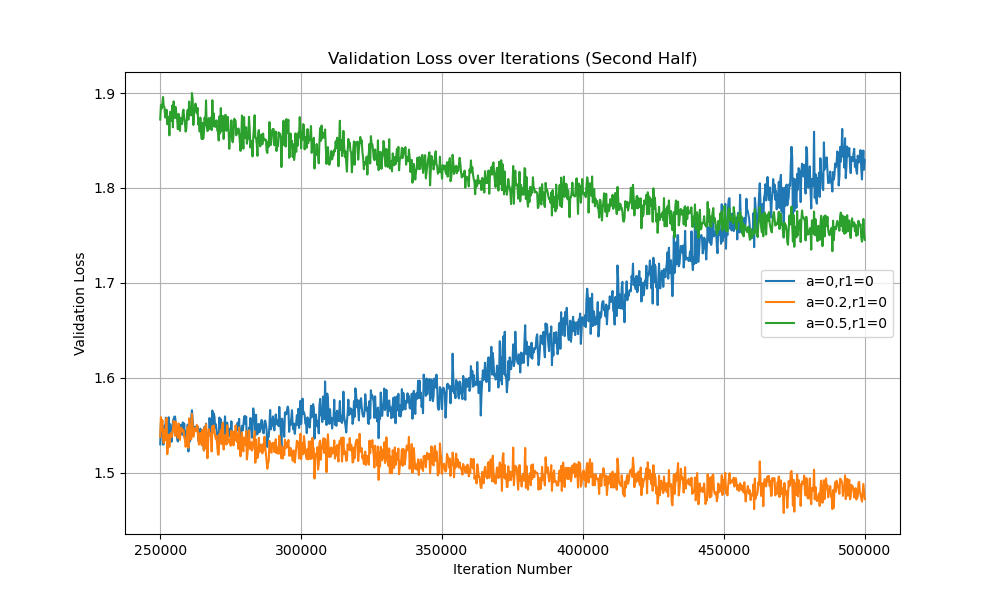 Validation Loss over Iterations (Second Half)
1.9
1.8
1.7
1.6
1.5
Validation Loss
a=0,r1=0
a=0.2,r1=0
a=0.5,r1=0
250000 300000 350000 400000 450000 500000
Iteration Number